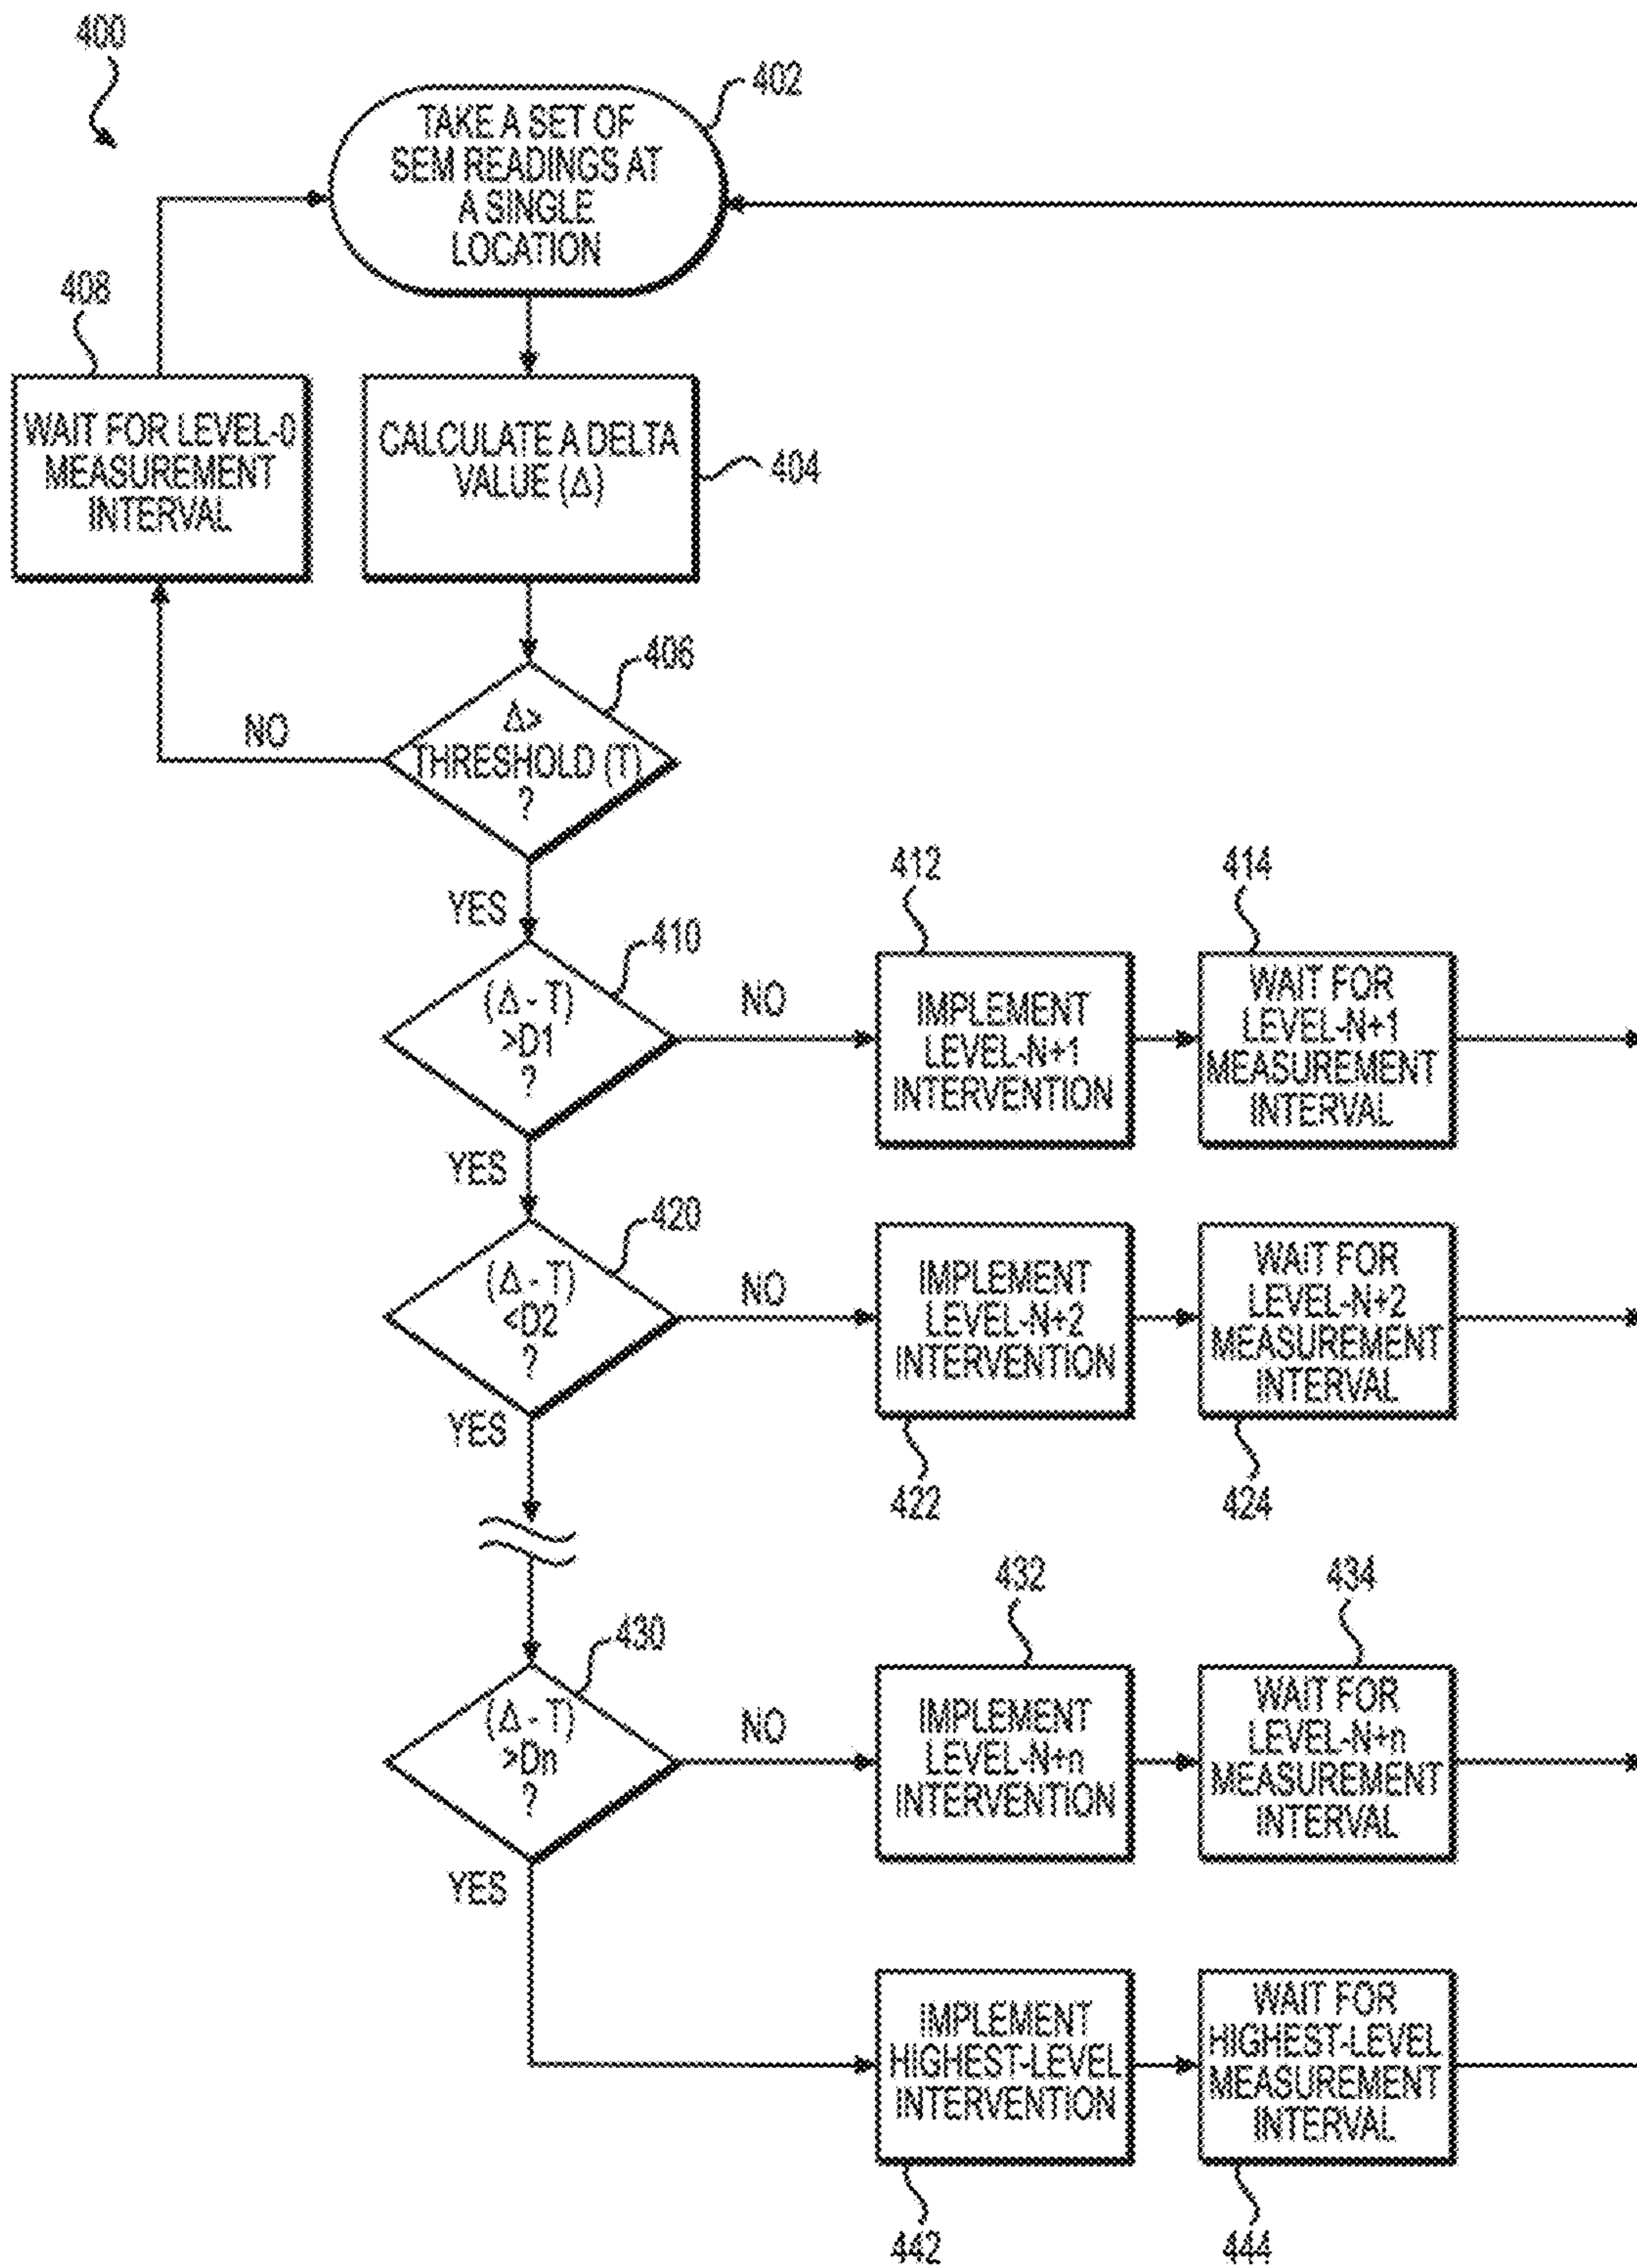 400
402
TAKE A SET OF
SEM READINGS AT
A SINGLE
LOCATION
408
WAIT FOR LEVEL-0
MEASUREMENT
INTERVAL
CALCULATE A DELTA
VALUE (Δ)
404
406
Δ>
THRESHOLD (T)
?
NO
YES
410
(Δ - T)
>D1
?
NO
412
IMPLEMENT
LEVEL-N+1
INTERVENTION
414
WAIT FOR
LEVEL-N+1
MEASUREMENT
INTERVAL
YES
420
(Δ - T)
<D2
?
NO
IMPLEMENT
LEVEL-N+2
INTERVENTION
422
WAIT FOR
LEVEL-N+2
MEASUREMENT
INTERVAL
424
YES
430
(Δ - T)
>Dn
?
NO
432
IMPLEMENT
LEVEL-N+n
INTERVENTION
434
WAIT FOR
LEVEL-N+n
MEASUREMENT
INTERVAL
YES
IMPLEMENT
HIGHEST-LEVEL
INTERVENTION
442
WAIT FOR
HIGHEST-LEVEL
MEASUREMENT
INTERVAL
444